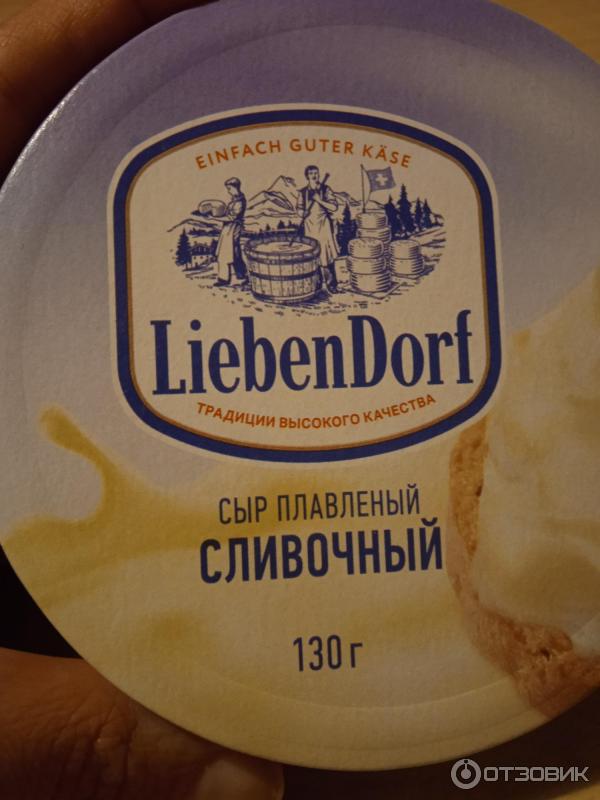 EINFACH GUTER KÄSE
LiebenDorf
ТРАДИЦИИ ВЫСОКОГО КАЧЕСТВА
СЫР ПЛАВЛЕНЫЙ
СЛИВОЧНЫЙ
130 г
ОТЗОВИК